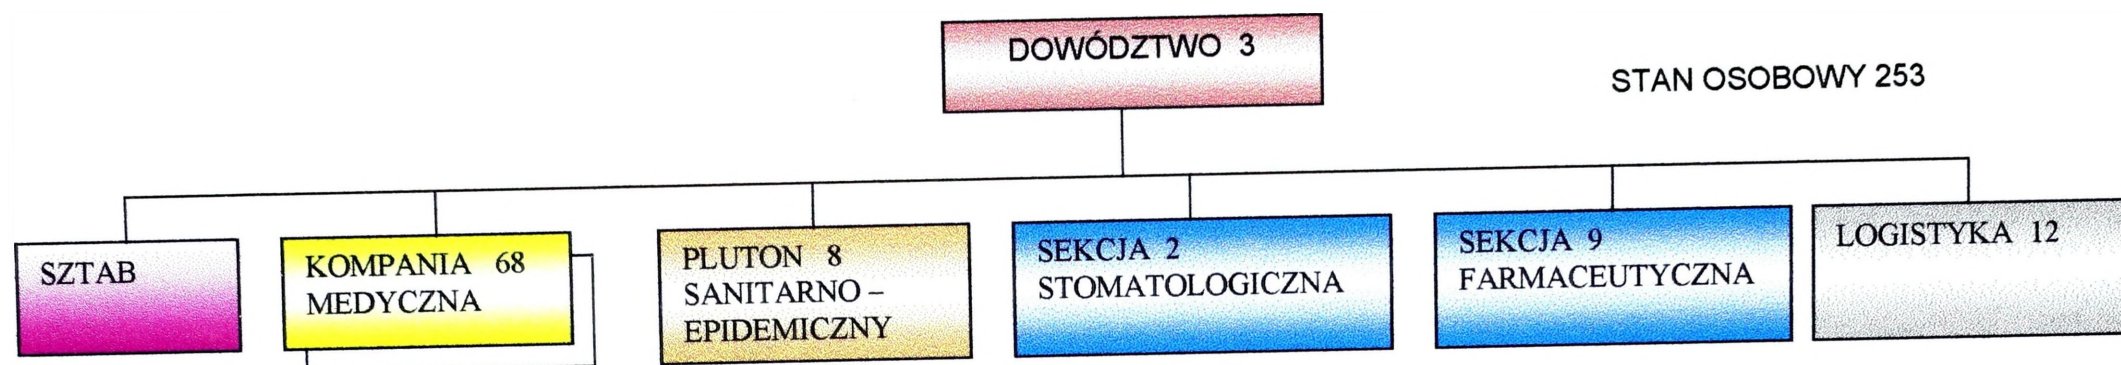 DOWÓDZTWO 3
STAN OSOBOWY 253
SZTAB
KOMPANIA 68
MEDYCZNA
PLUTON 8
SANITARNO –
EPIDEMICZNY
SEKCJA 2
STOMATOLOGICZNA
SEKCJA 9
FARMACEUTYCZNA
LOGISTYKA 12